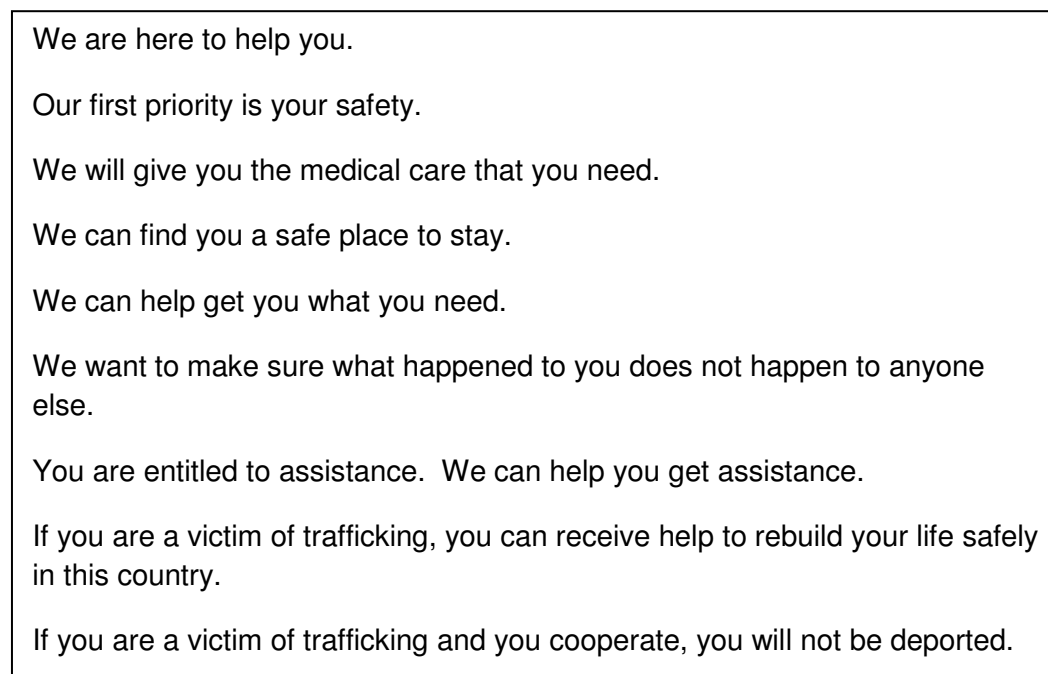 We are here to help you.
Our first priority is your safety.
We will give you the medical care that you need.
We can find you a safe place to stay.
We can help get you what you need.
We want to make sure what happened to you does not happen to anyone
else.
You are entitled to assistance.  We can help you get assistance.
If you are a victim of trafficking, you can receive help to rebuild your life safely
in this country.
If you are a victim of trafficking and you cooperate, you will not be deported.